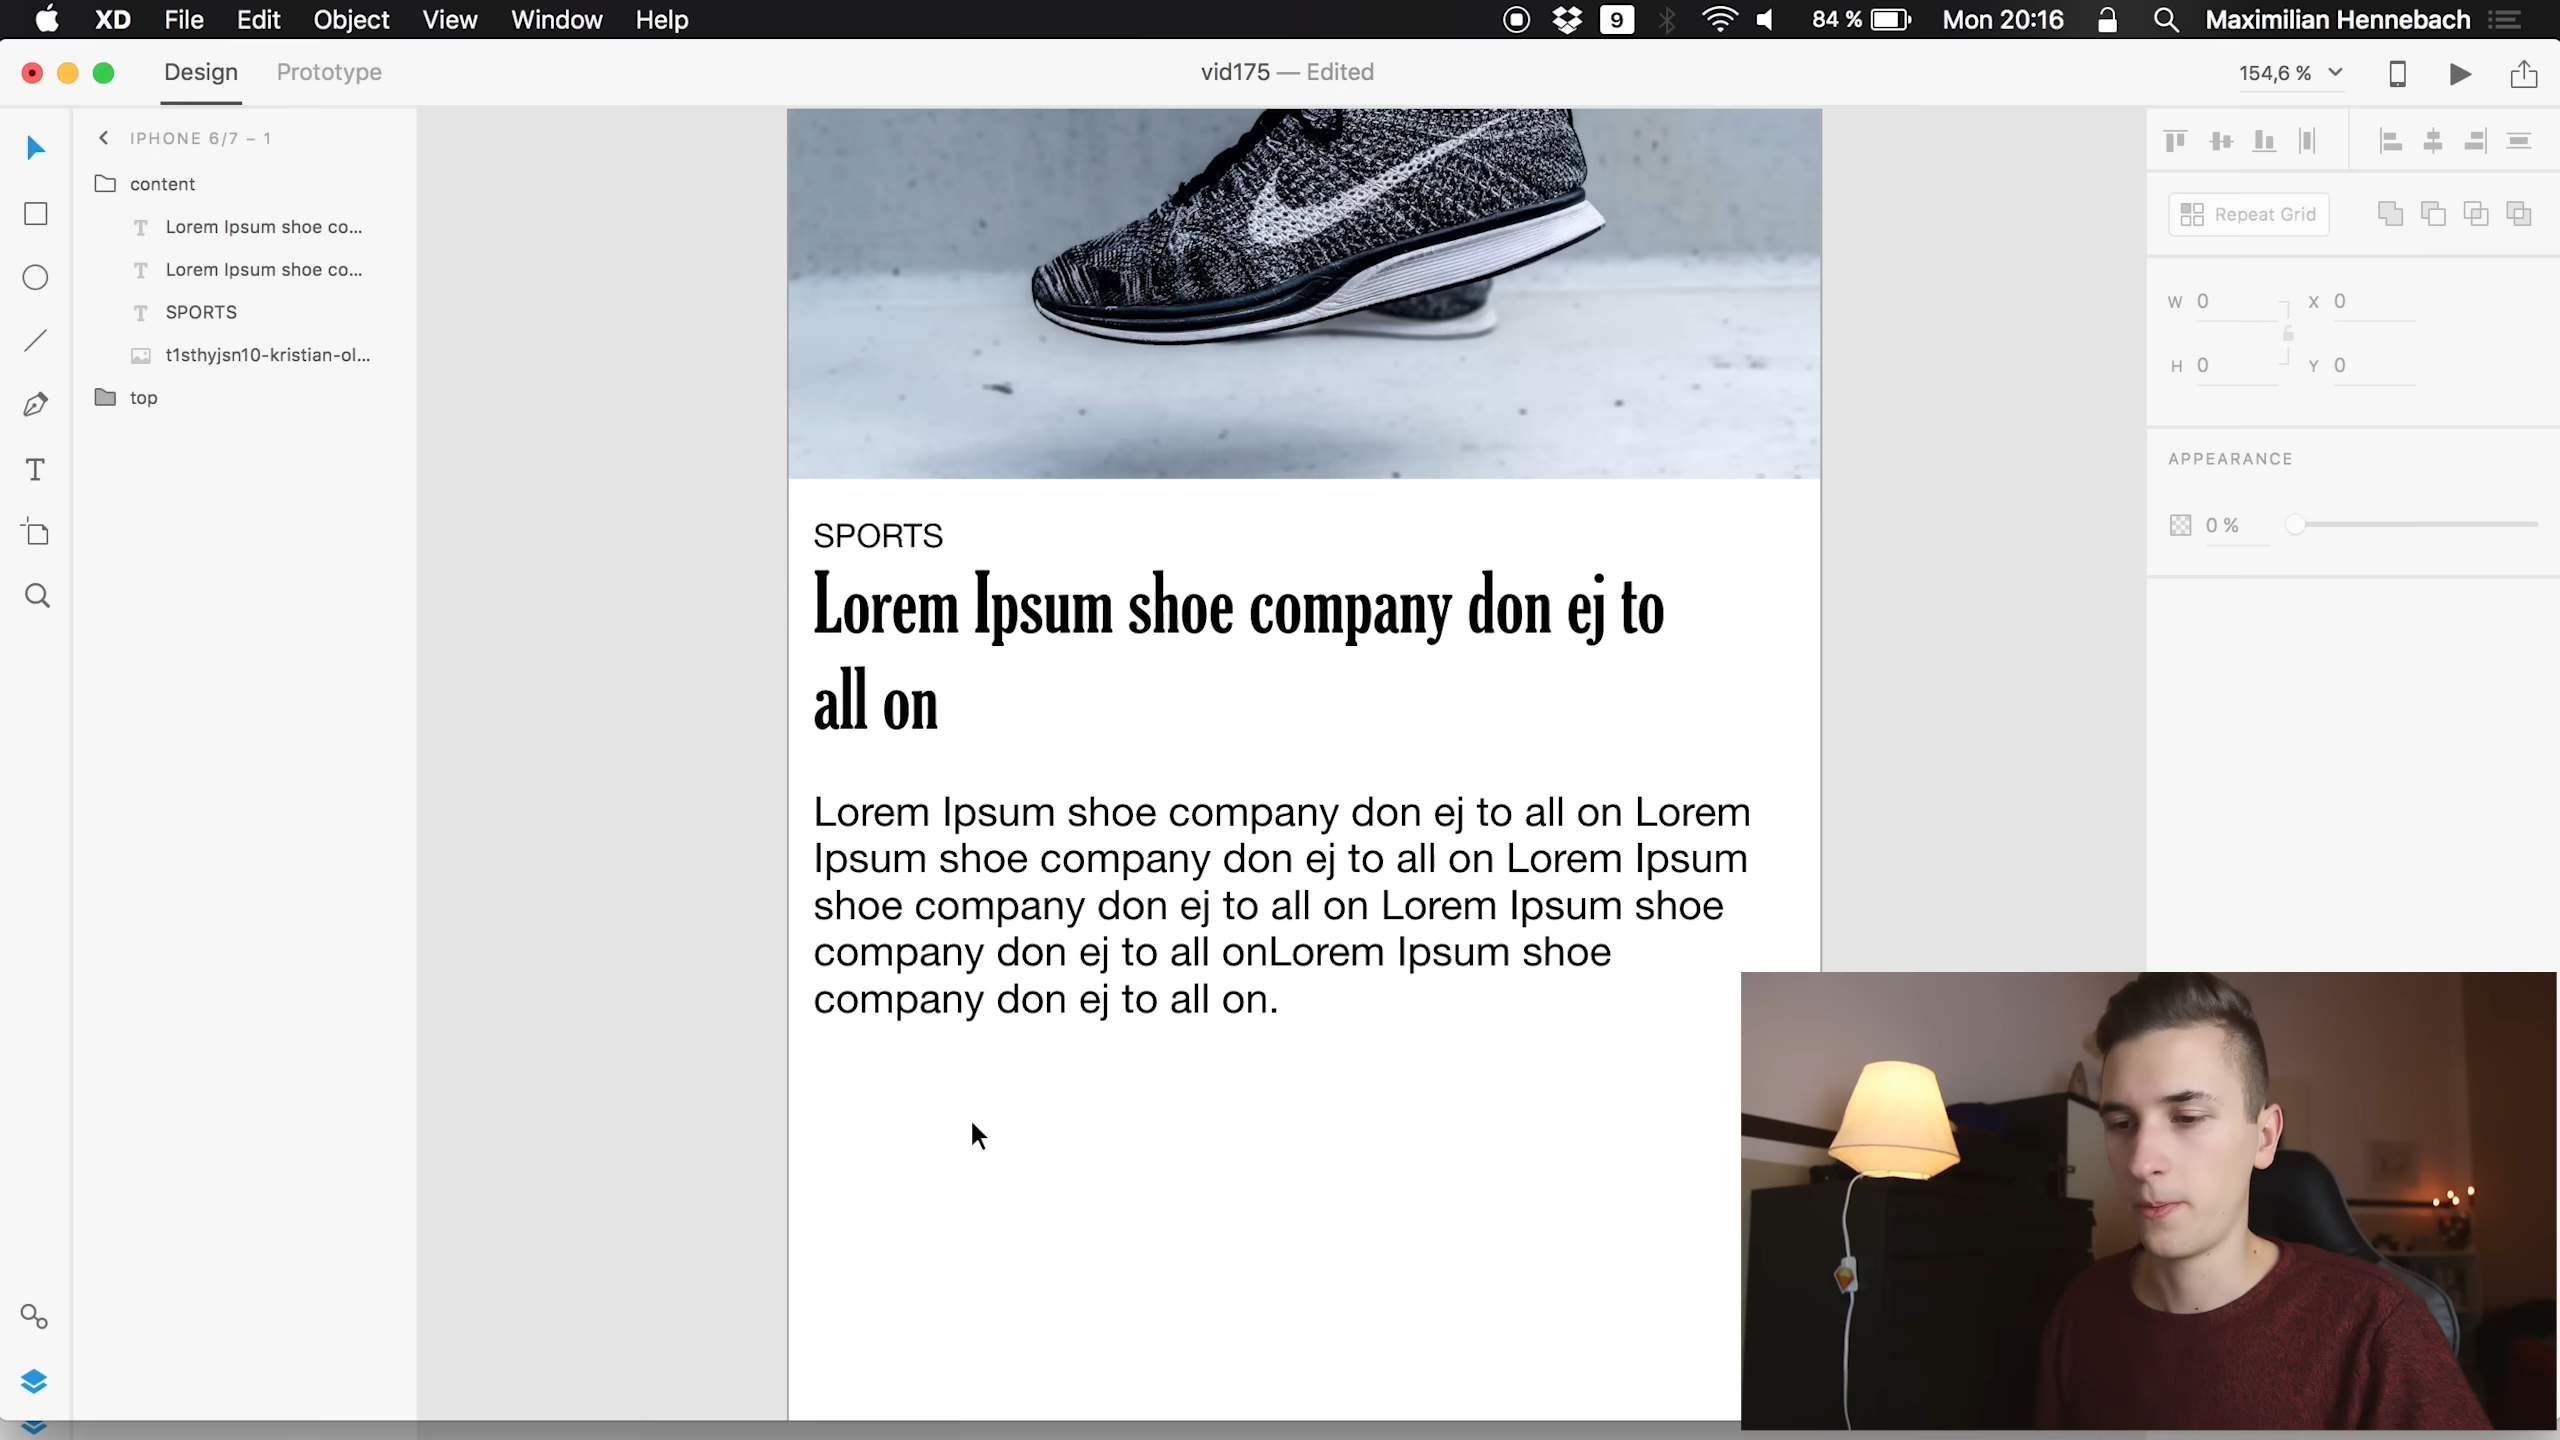 XD File Edit Object View Window Help 9 84 % Mon 20:16 Maximilian Hennebach
Design Prototype vid175 — Edited 154,6 %
IPHONE 6/7 – 1
content
Lorem Ipsum shoe co...
Lorem Ipsum shoe co...
SPORTS
t1sthyjsn10-kristian-ol...
top
Repeat Grid
W 0 X 0
H 0 Y 0
APPEARANCE
0 %
SPORTS
Lorem Ipsum shoe company don ej to
all on
Lorem Ipsum shoe company don ej to all on Lorem
Ipsum shoe company don ej to all on Lorem Ipsum
shoe company don ej to all on Lorem Ipsum shoe
company don ej to all onLorem Ipsum shoe
company don ej to all on.